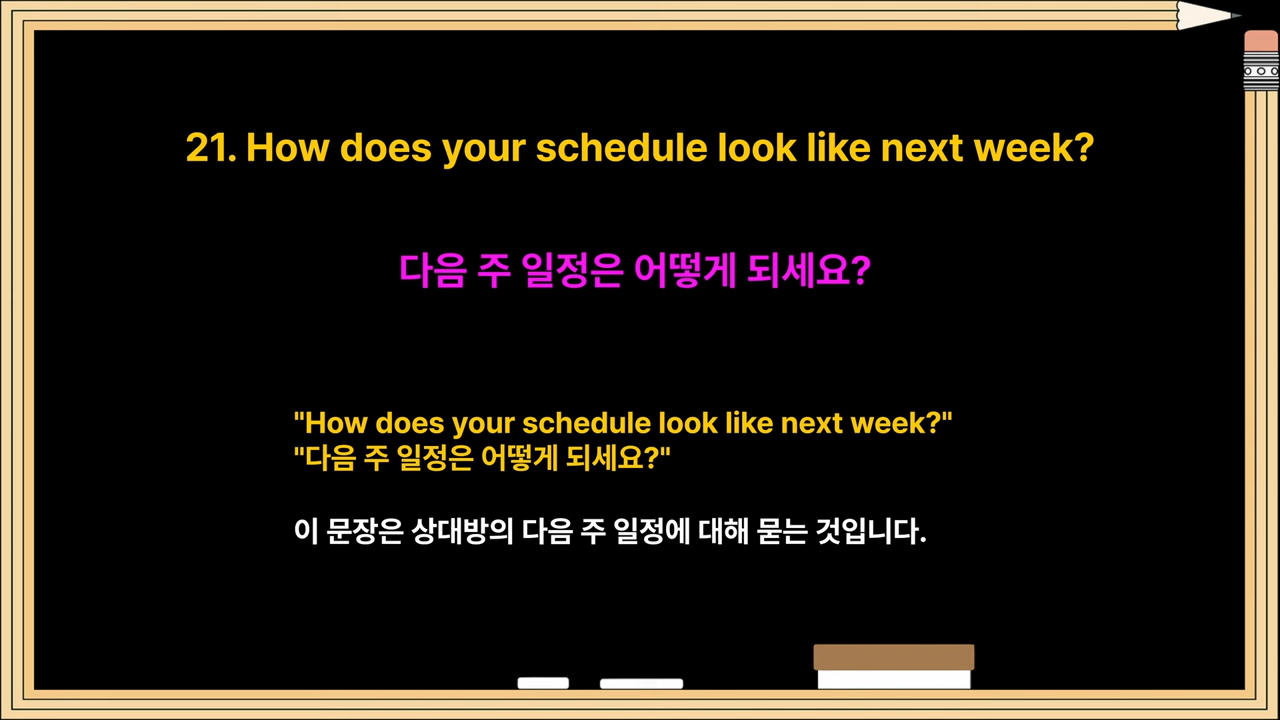 21. How does your schedule look like next week?
다음 주 일정은 어떻게 되세요?
"How does your schedule look like next week?"
"다음 주 일정은 어떻게 되세요?"
이 문장은 상대방의 다음 주 일정에 대해 묻는 것입니다.